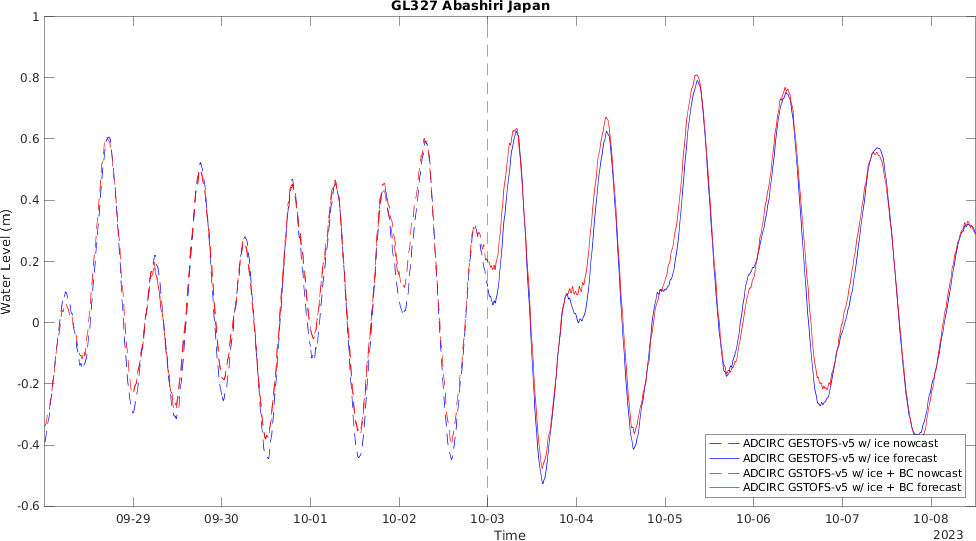 GL327 Abashiri Japan
1
0.8
0.6
0.4
0.2
0
-0.2
-0.4
-0.6
Water Level (m)
09-29 09-30 10-01 10-02 10-03 10-04 10-05 10-06 10-07 10-08
Time
2023
ADCIRC GESTOFS-v5 w/ ice nowcast
ADCIRC GESTOFS-v5 w/ ice forecast
ADCIRC GSTOFS-v5 w/ ice + BC nowcast
ADCIRC GSTOFS-v5 w/ ice + BC forecast